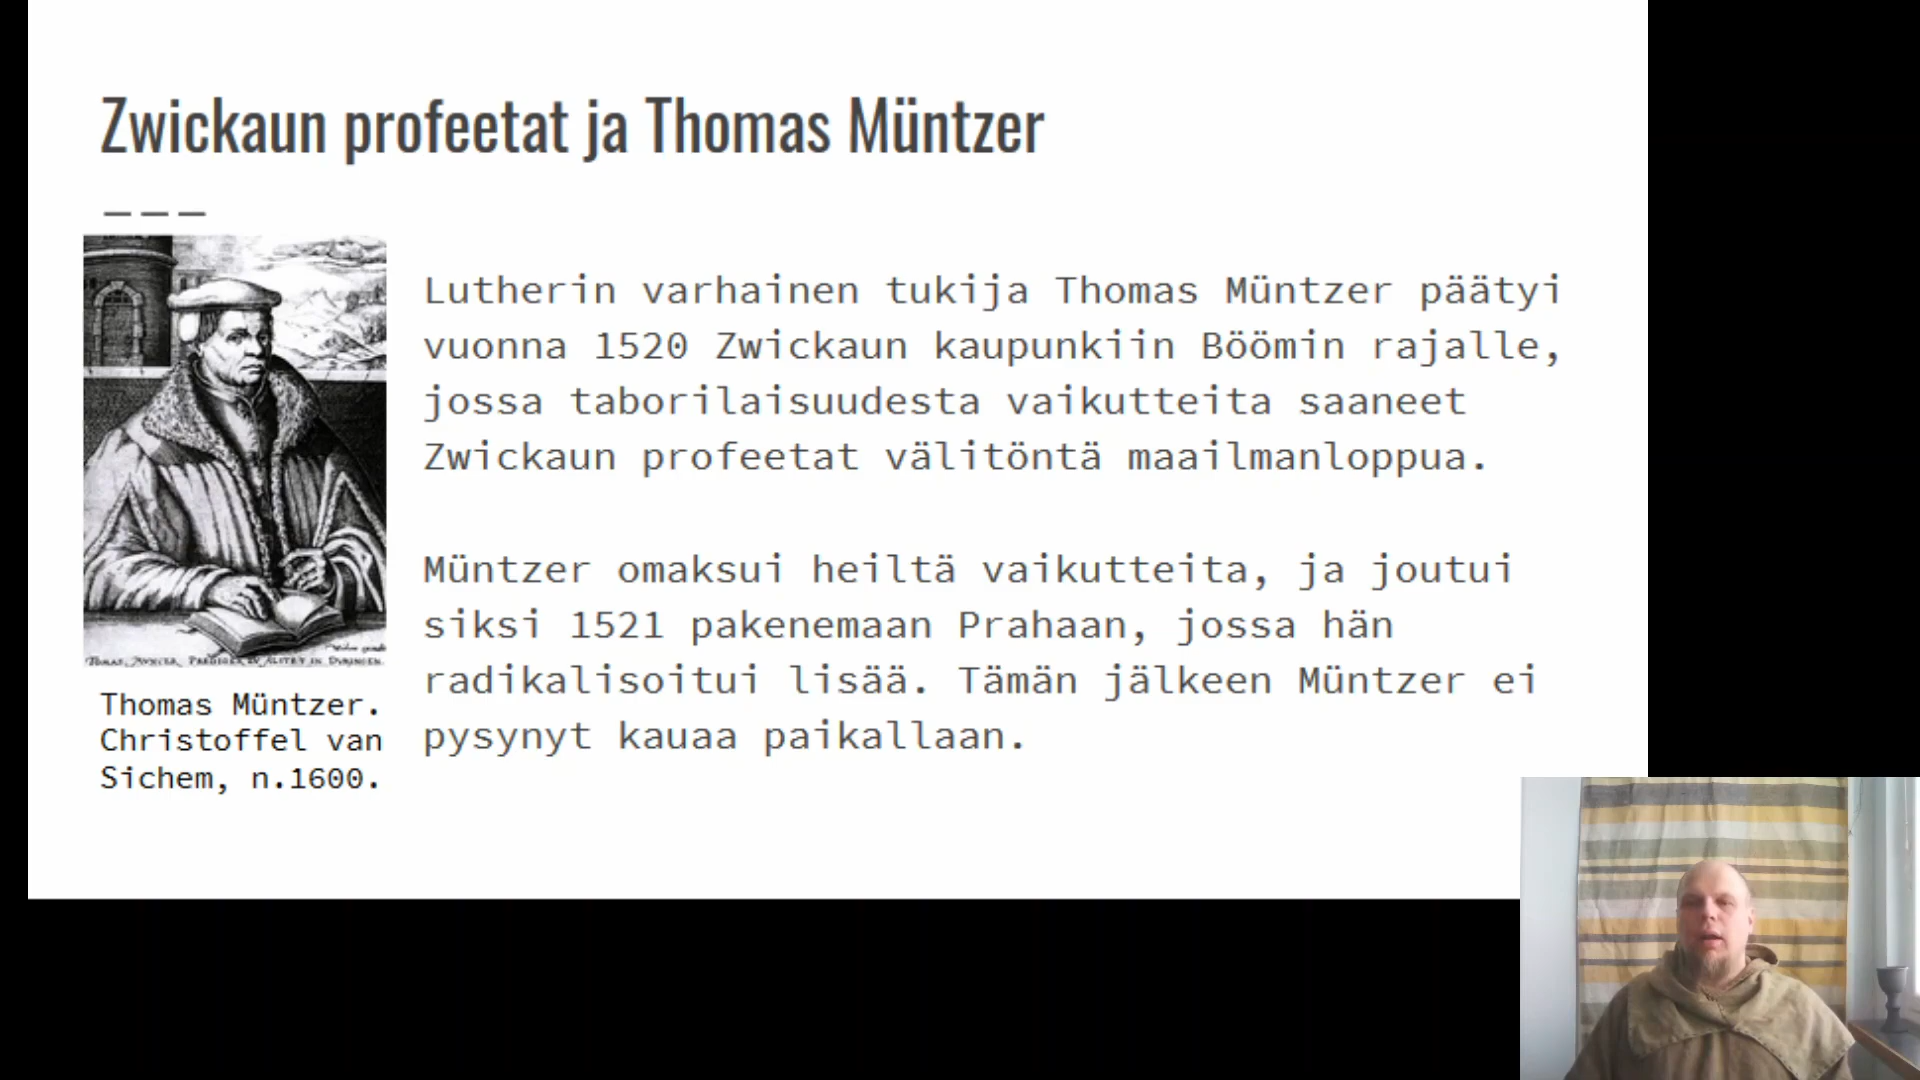 Zwickaun profeetat ja Thomas Müntzer
Lutherin varhainen tukija Thomas Müntzer päätyi
vuonna 1520 Zwickaun kaupunkiin Böömin rajalle,
jossa taborilaisuudesta vaikutteita saaneet
Zwickaun profeetat välitöntä maailmanloppua.
Müntzer omaksui heiltä vaikutteita, ja joutui
siksi 1521 pakenemaan Prahaan, jossa hän
radikalisoitui lisää. Tämän jälkeen Müntzer ei
pysynyt kauaa paikallaan.
Thomas Müntzer.
Christoffel van
Sichem, n.1600.